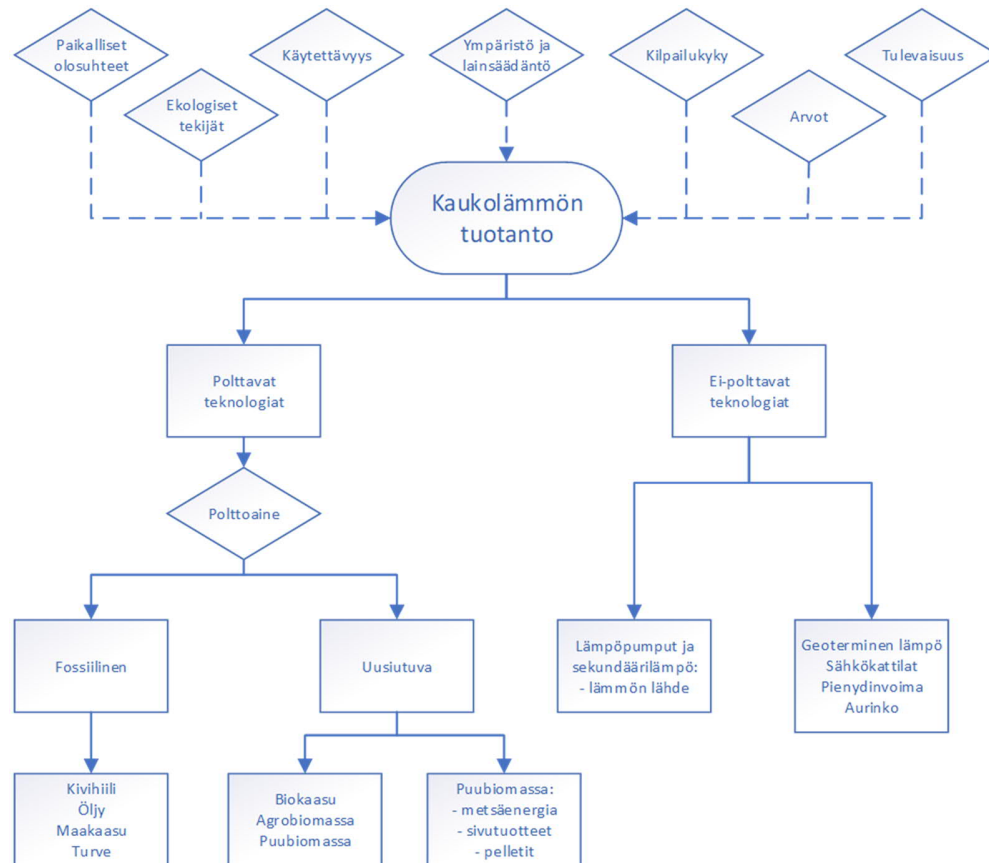 Paikalliset
olosuhteet
Ekologiset
tekijät
Käytettävyys
Ympäristö ja
lainsäädäntö
Kilpailukyky
Arvot
Tulevaisuus
Kaukolämmön
tuotanto
Polttavat
teknologiat
Ei-polttavat
teknologiat
Polttoaine
Fossiilinen
Uusiutuva
Lämpöpumput ja
sekundäärilämpö:
- lämmön lähde
Geoterminen lämpö
Sähkökattilat
Pienydinvoima
Aurinko
Kivihiili
Öljy
Maakaasu
Turve
Biokaasu
Agrobiomassa
Puubiomassa
Puubiomassa:
- metsäenergia
- sivutuotteet
- pelletit